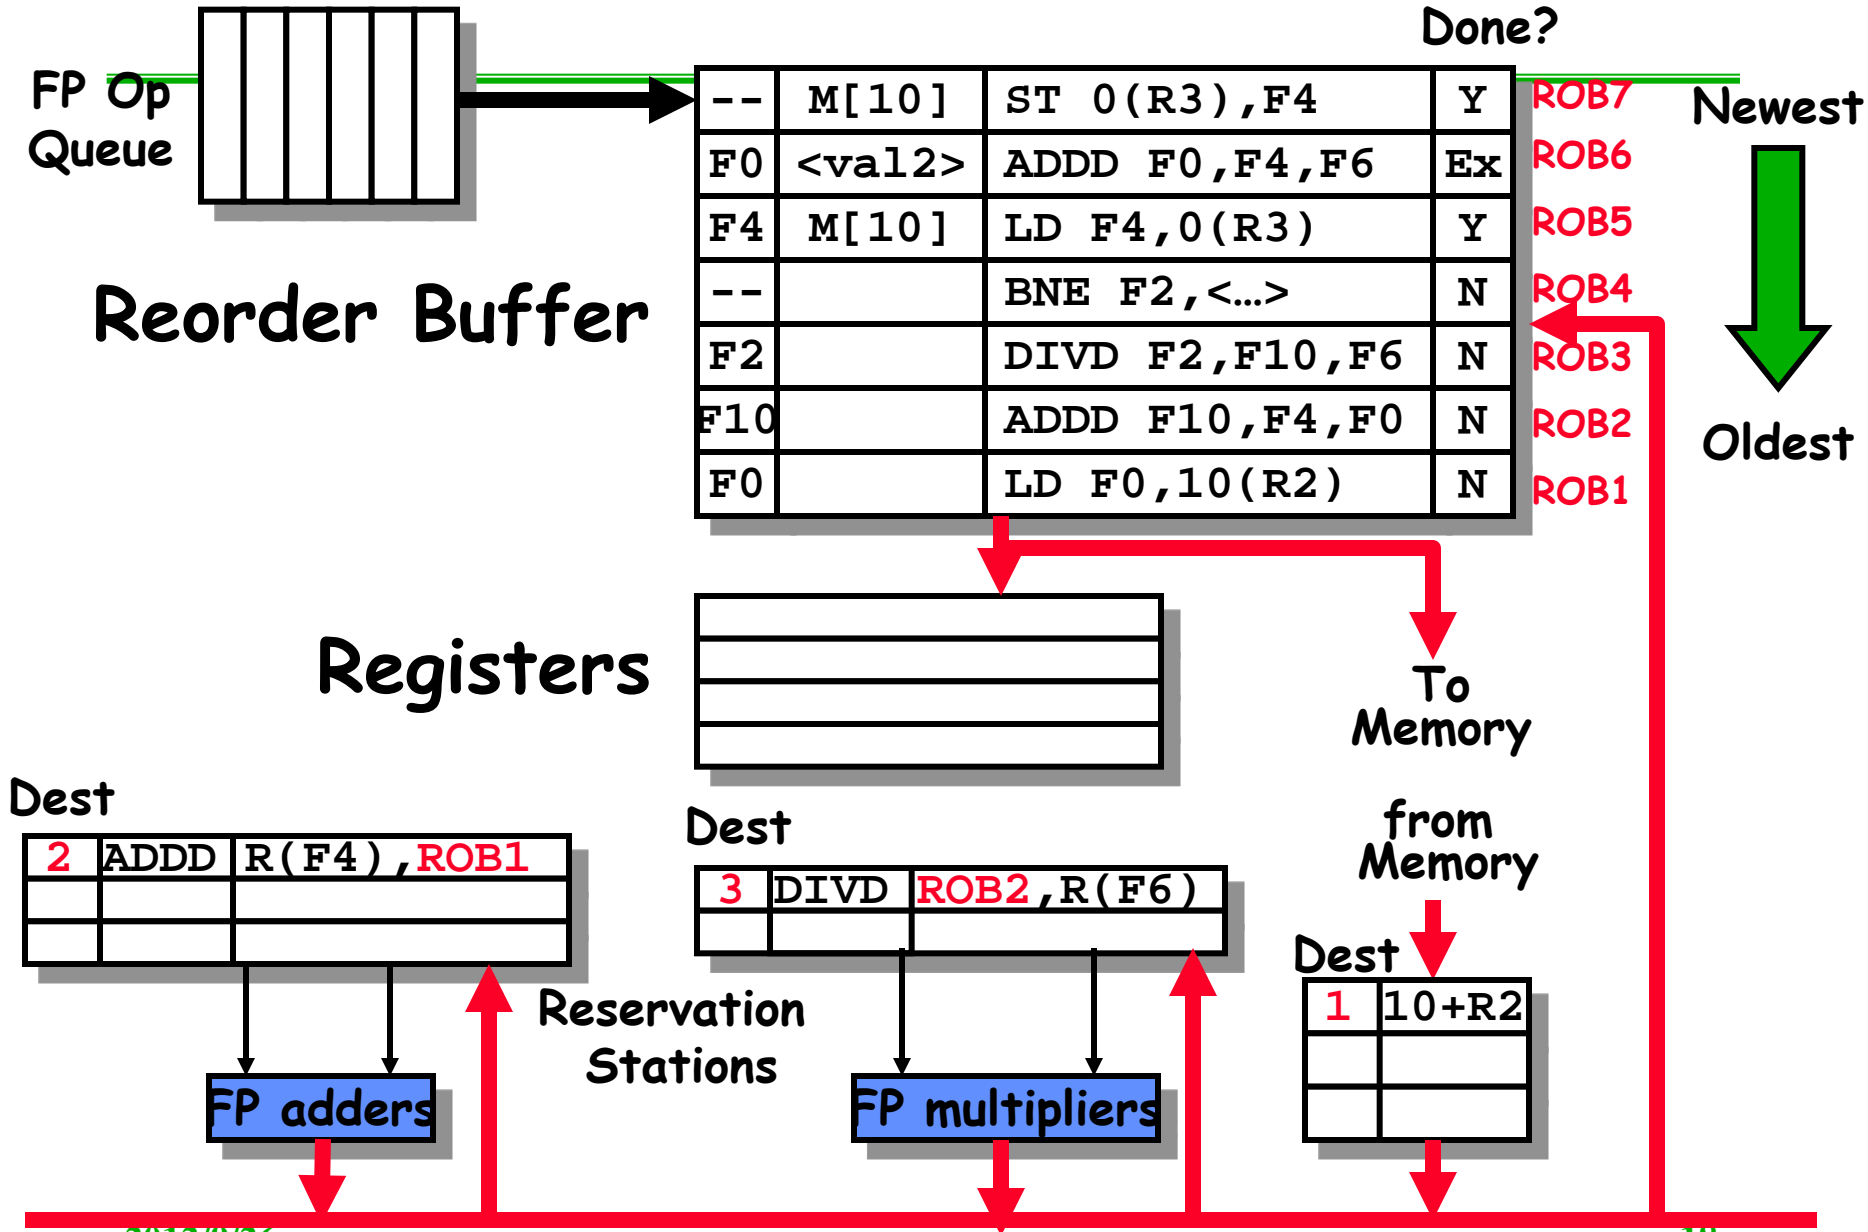 Done?
FP Op
Queue
-- M[10] ST 0(R3),F4 Y ROB7
F0 <val2> ADDD F0,F4,F6 Ex ROB6
F4 M[10] LD F4,0(R3) Y ROB5
-- BNE F2,<…> N ROB4
F2 DIVD F2,F10,F6 N ROB3
F10 ADDD F10,F4,F0 N ROB2
F0 LD F0,10(R2) N ROB1
Newest
Oldest
Reorder Buffer
Registers
To
Memory
from
Memory
Dest
2 ADDD R(F4),ROB1
Dest
3 DIVD ROB2,R(F6)
Dest
1 10+R2
Reservation
Stations
FP adders
FP multipliers